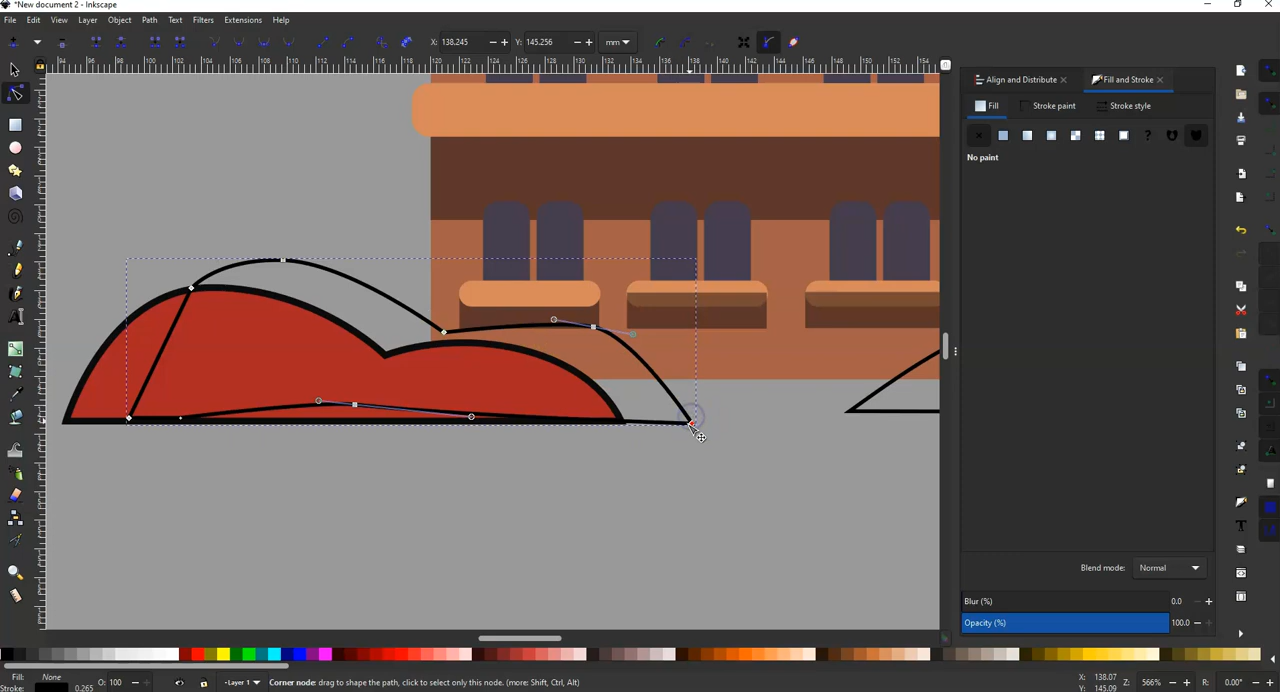 *New document 2 - Inkscape
File Edit View Layer Object Path Text Filters Extensions Help
X: 138.245 Y: 145.256 mm
Align and Distribute Fill and Stroke
Fill Stroke paint Stroke style
No paint
Blend mode: Normal
Blur (%) 0.0
Opacity (%) 100.0
Fill: None O: 100 Layer 1 Corner node: drag to shape the path, click to select only this node. (more: Shift, Ctrl, Alt) X: 138.07 Z: 566% R: 0.00°
Stroke: 0.265 Y: 145.09